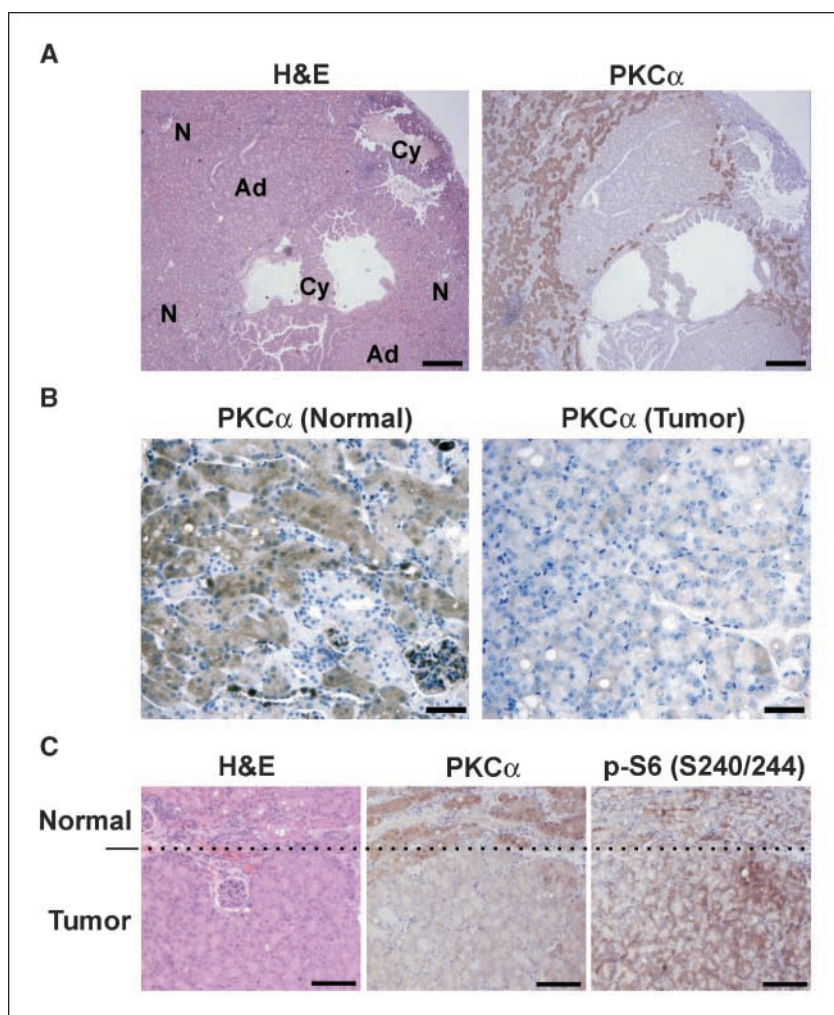 A
H&E PKCα
N Cy
Ad
Cy N
N
Ad
B
PKCα (Normal) PKCα (Tumor)
C
H&E PKCα p-S6 (S240/244)
Normal
Tumor